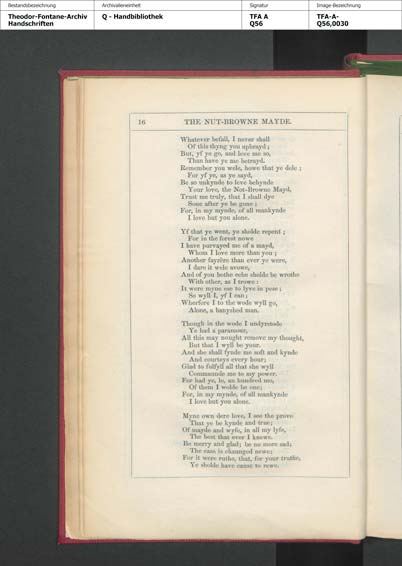 Bestandsbezeichnung
Archivalieneinheit
Signatur
Image-Bezeichnung
Theodor-Fontane-Archiv
Handschriften
Q - Handbibliothek
TFA A
Q56
TFA-A-
Q56,0030
16 THE NUT-BROWNE MAYDE.
Whatever befall, I never shall
Of this thyng you upbrayd;
But, yf ye go, and leve me so,
Than have ye me betrayd.
Remember you wele, howe that ye dele;
For yf ye, as ye sayd,
Be so unkynde to leve behynde
Your love, the Not-Browne Mayd,
Trust me truly, that I shall dye
Sone after ye be gone;
For, in my mynde, of all mankynde
I love but you alone.
Yf that ye went, ye sholde repent;
For in the forest nowe
I have purvayed me of a mayd,
Whom I love more than you;
Another fayrère than ever ye were,
I dare it wele avowe,
And of you bothe eche sholde be wrothe
With other, as I trowe:
It were myne ese to lyve in pese;
So wyll I, yf I can;
Wherfore I to the wode wyll go,
Alone, a banyshed man.
Though in the wode I undyrstode
Ye had a paramour,
All this may nought remove my thought,
But that I wyll be your.
And she shall fynde me soft and kynde
And courteys every hour;
Glad to fulfyll all that she wyll
Commaunde me to my power.
For had ye, lo, an hundred mo,
Of them I wolde be one;
For, in my mynde, of all mankynde
I love but you alone.
Myne own dere love, I see the prove
That ye be kynde and true;
Of mayde and wyfe, in all my lyfe,
The best that ever I knewe.
Be merry and glad; be no more sad;
The case is chaunged newe;
For it were ruthe, that, for your truthe,
Ye sholde have cause to rewe.